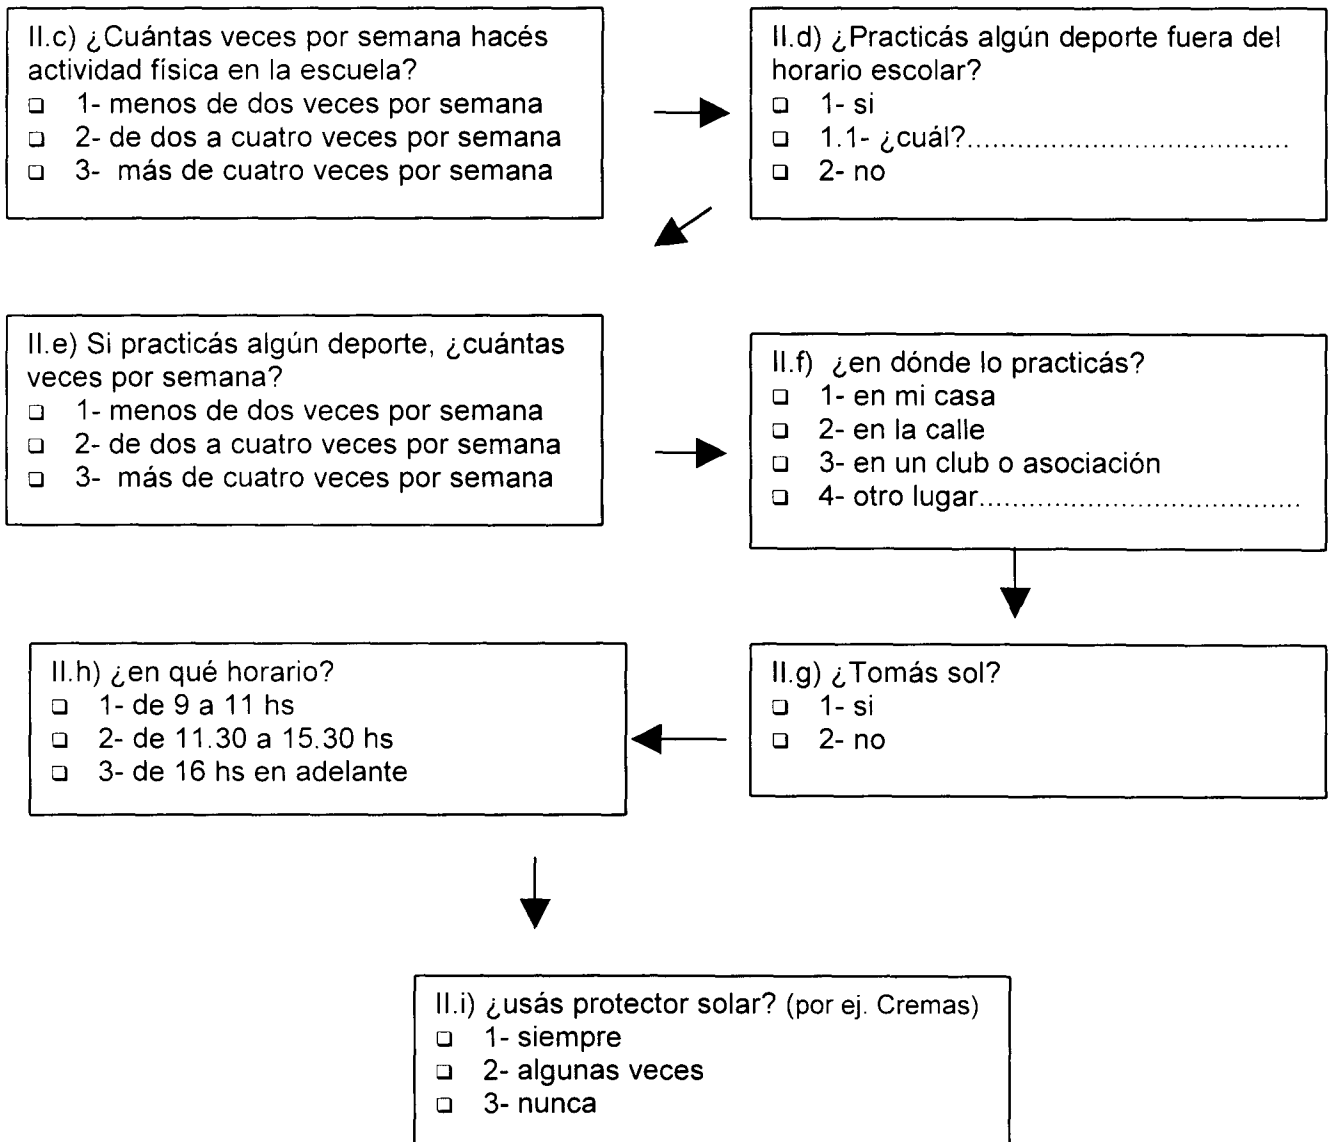 II.c) ¿Cuántas veces por semana hacés
actividad física en la escuela?
❑ 1- menos de dos veces por semana
❑ 2- de dos a cuatro veces por semana
❑ 3- más de cuatro veces por semana
II.d) ¿Practicás algún deporte fuera del
horario escolar?
❑ 1- si
❑ 1.1- ¿cuál?........................................
❑ 2- no
II.e) Si practicás algún deporte, ¿cuántas
veces por semana?
❑ 1- menos de dos veces por semana
❑ 2- de dos a cuatro veces por semana
❑ 3- más de cuatro veces por semana
II.f) ¿en dónde lo practicás?
❑ 1- en mi casa
❑ 2- en la calle
❑ 3- en un club o asociación
❑ 4- otro lugar........................................
II.g) ¿Tomás sol?
❑ 1- si
❑ 2- no
II.h) ¿en qué horario?
❑ 1- de 9 a 11 hs
❑ 2- de 11.30 a 15.30 hs
❑ 3- de 16 hs en adelante
II.i) ¿usás protector solar? (por ej. Cremas)
❑ 1- siempre
❑ 2- algunas veces
❑ 3- nunca